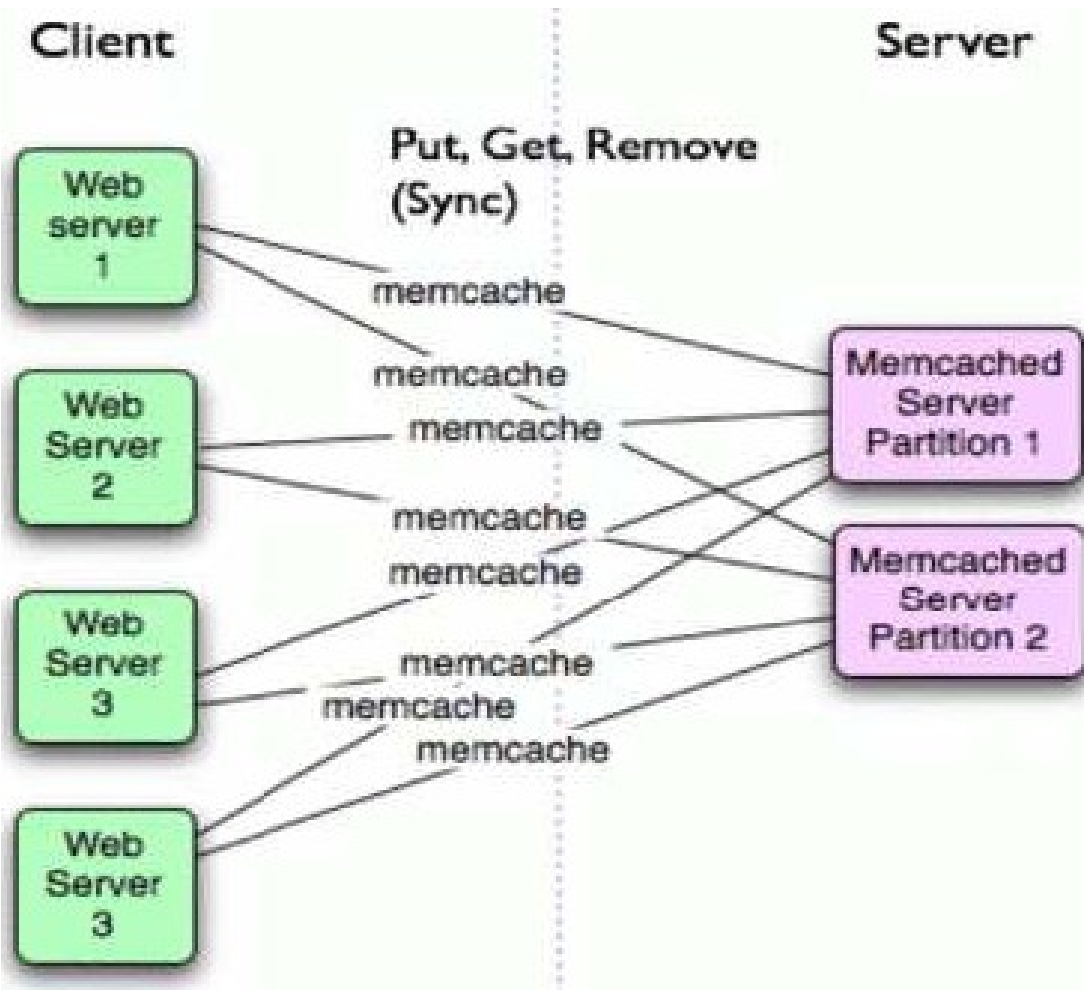 Client
Server
Put, Get, Remove
(Sync)
Web
server
1
memcache
Memcached
Server
Partition 1
memcache
Web
Server
2
memcache
memcache
Memcached
Server
Partition 2
memcache
Web
Server
3
memcache
memcache
memcache
Web
Server
3